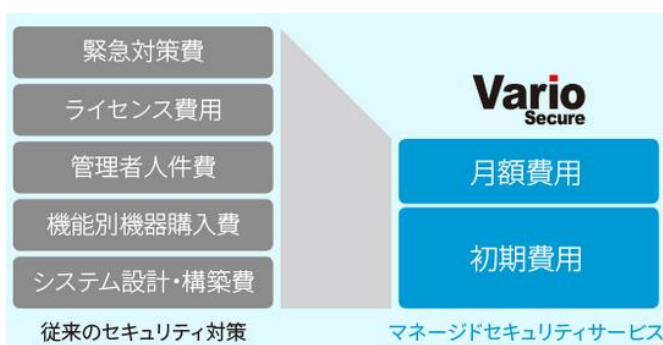 緊急対策費
ライセンス費用
管理者人件費
機能別機器購入費
システム設計・構築費
従来のセキュリティ対策
Vario
Secure
月額費用
初期費用
マネージドセキュリティサービス